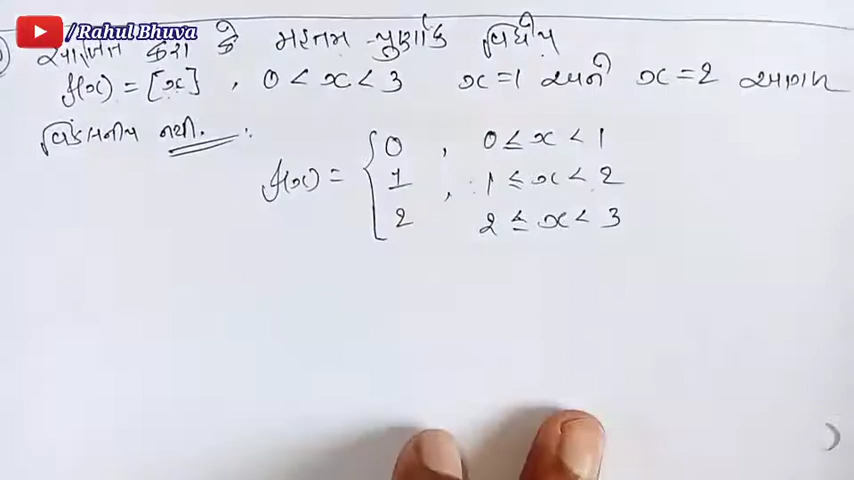 /Rahul Bhuva
સાબિત કરો કે મહત્તમ પૂર્ણાંક વિધેય
f(x) = [x] , 0 < x < 3 x = 1 અને x = 2 આગળ
વિકલનીય નથી.
f(x) = { 0 , 0 ≤ x < 1
1 , 1 ≤ x < 2
2 2 ≤ x < 3